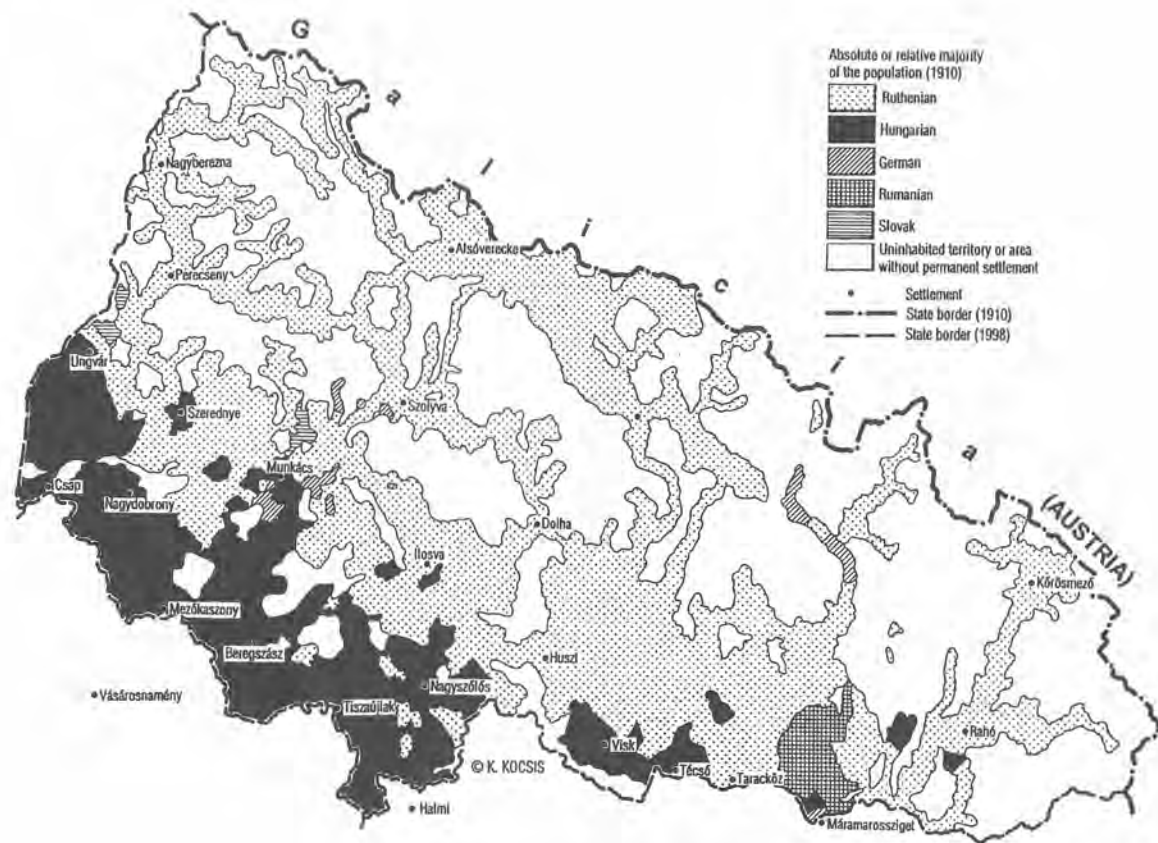 G
a
l
i
c
i
a
(AUSTRIA)
Absolute or relative majority
of the population (1910)
Ruthenian
Hungarian
German
Rumanian
Slovak
Uninhabited territory or area
without permanent settlement
Settlement
State border (1910)
State border (1998)
Nagyberezna
Alsóverecke
Perecseny
Ungvár
Szerednye
Szolyva
Munkács
Csap
Nagydobrony
Dolha
Ilosva
Kőrösmező
Mezőkaszony
Beregszász
Huszt
Vásárosnamény
Nagyszőlős
Tiszaújlak
Visk
Rahó
© K. KOCSIS
Técső
Taracköz
Halmi
Máramarossziget